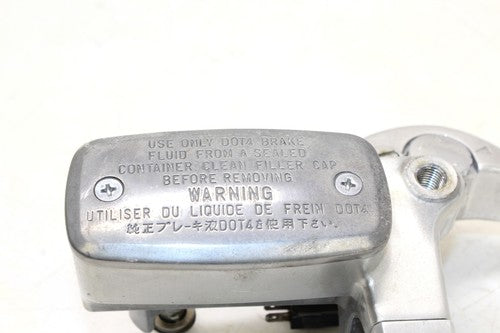 USE ONLY DOT4 BRAKE
FLUID FROM A SEALED
CONTAINER CLEAN FILLER CAP
BEFORE REMOVING
WARNING
UTILISER DU LIQUIDE DE FREIN DOT4
純正ブレーキ液DOT4を使用下さい。